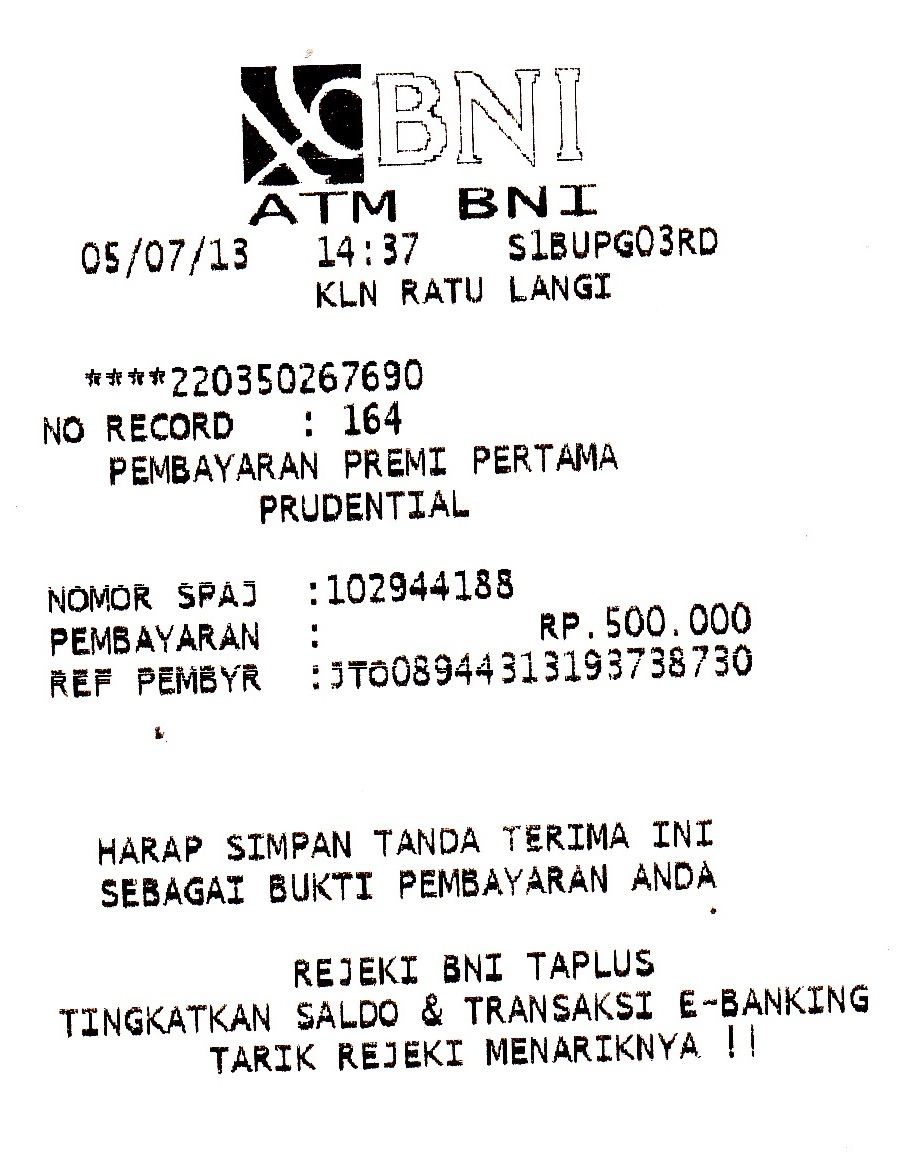 BNI
ATM BNI
05/07/13 14:37 S1BUPG03RD
KLN RATU LANGI
****220350267690
NO RECORD : 164
PEMBAYARAN PREMI PERTAMA
PRUDENTIAL
NOMOR SPAJ :102944188
PEMBAYARAN : RP.500.000
REF PEMBYR :JTO08944313193738730
HARAP SIMPAN TANDA TERIMA INI
SEBAGAI BUKTI PEMBAYARAN ANDA
REJEKI BNI TAPLUS
TINGKATKAN SALDO & TRANSAKSI E-BANKING
TARIK REJEKI MENARIKNYA !!